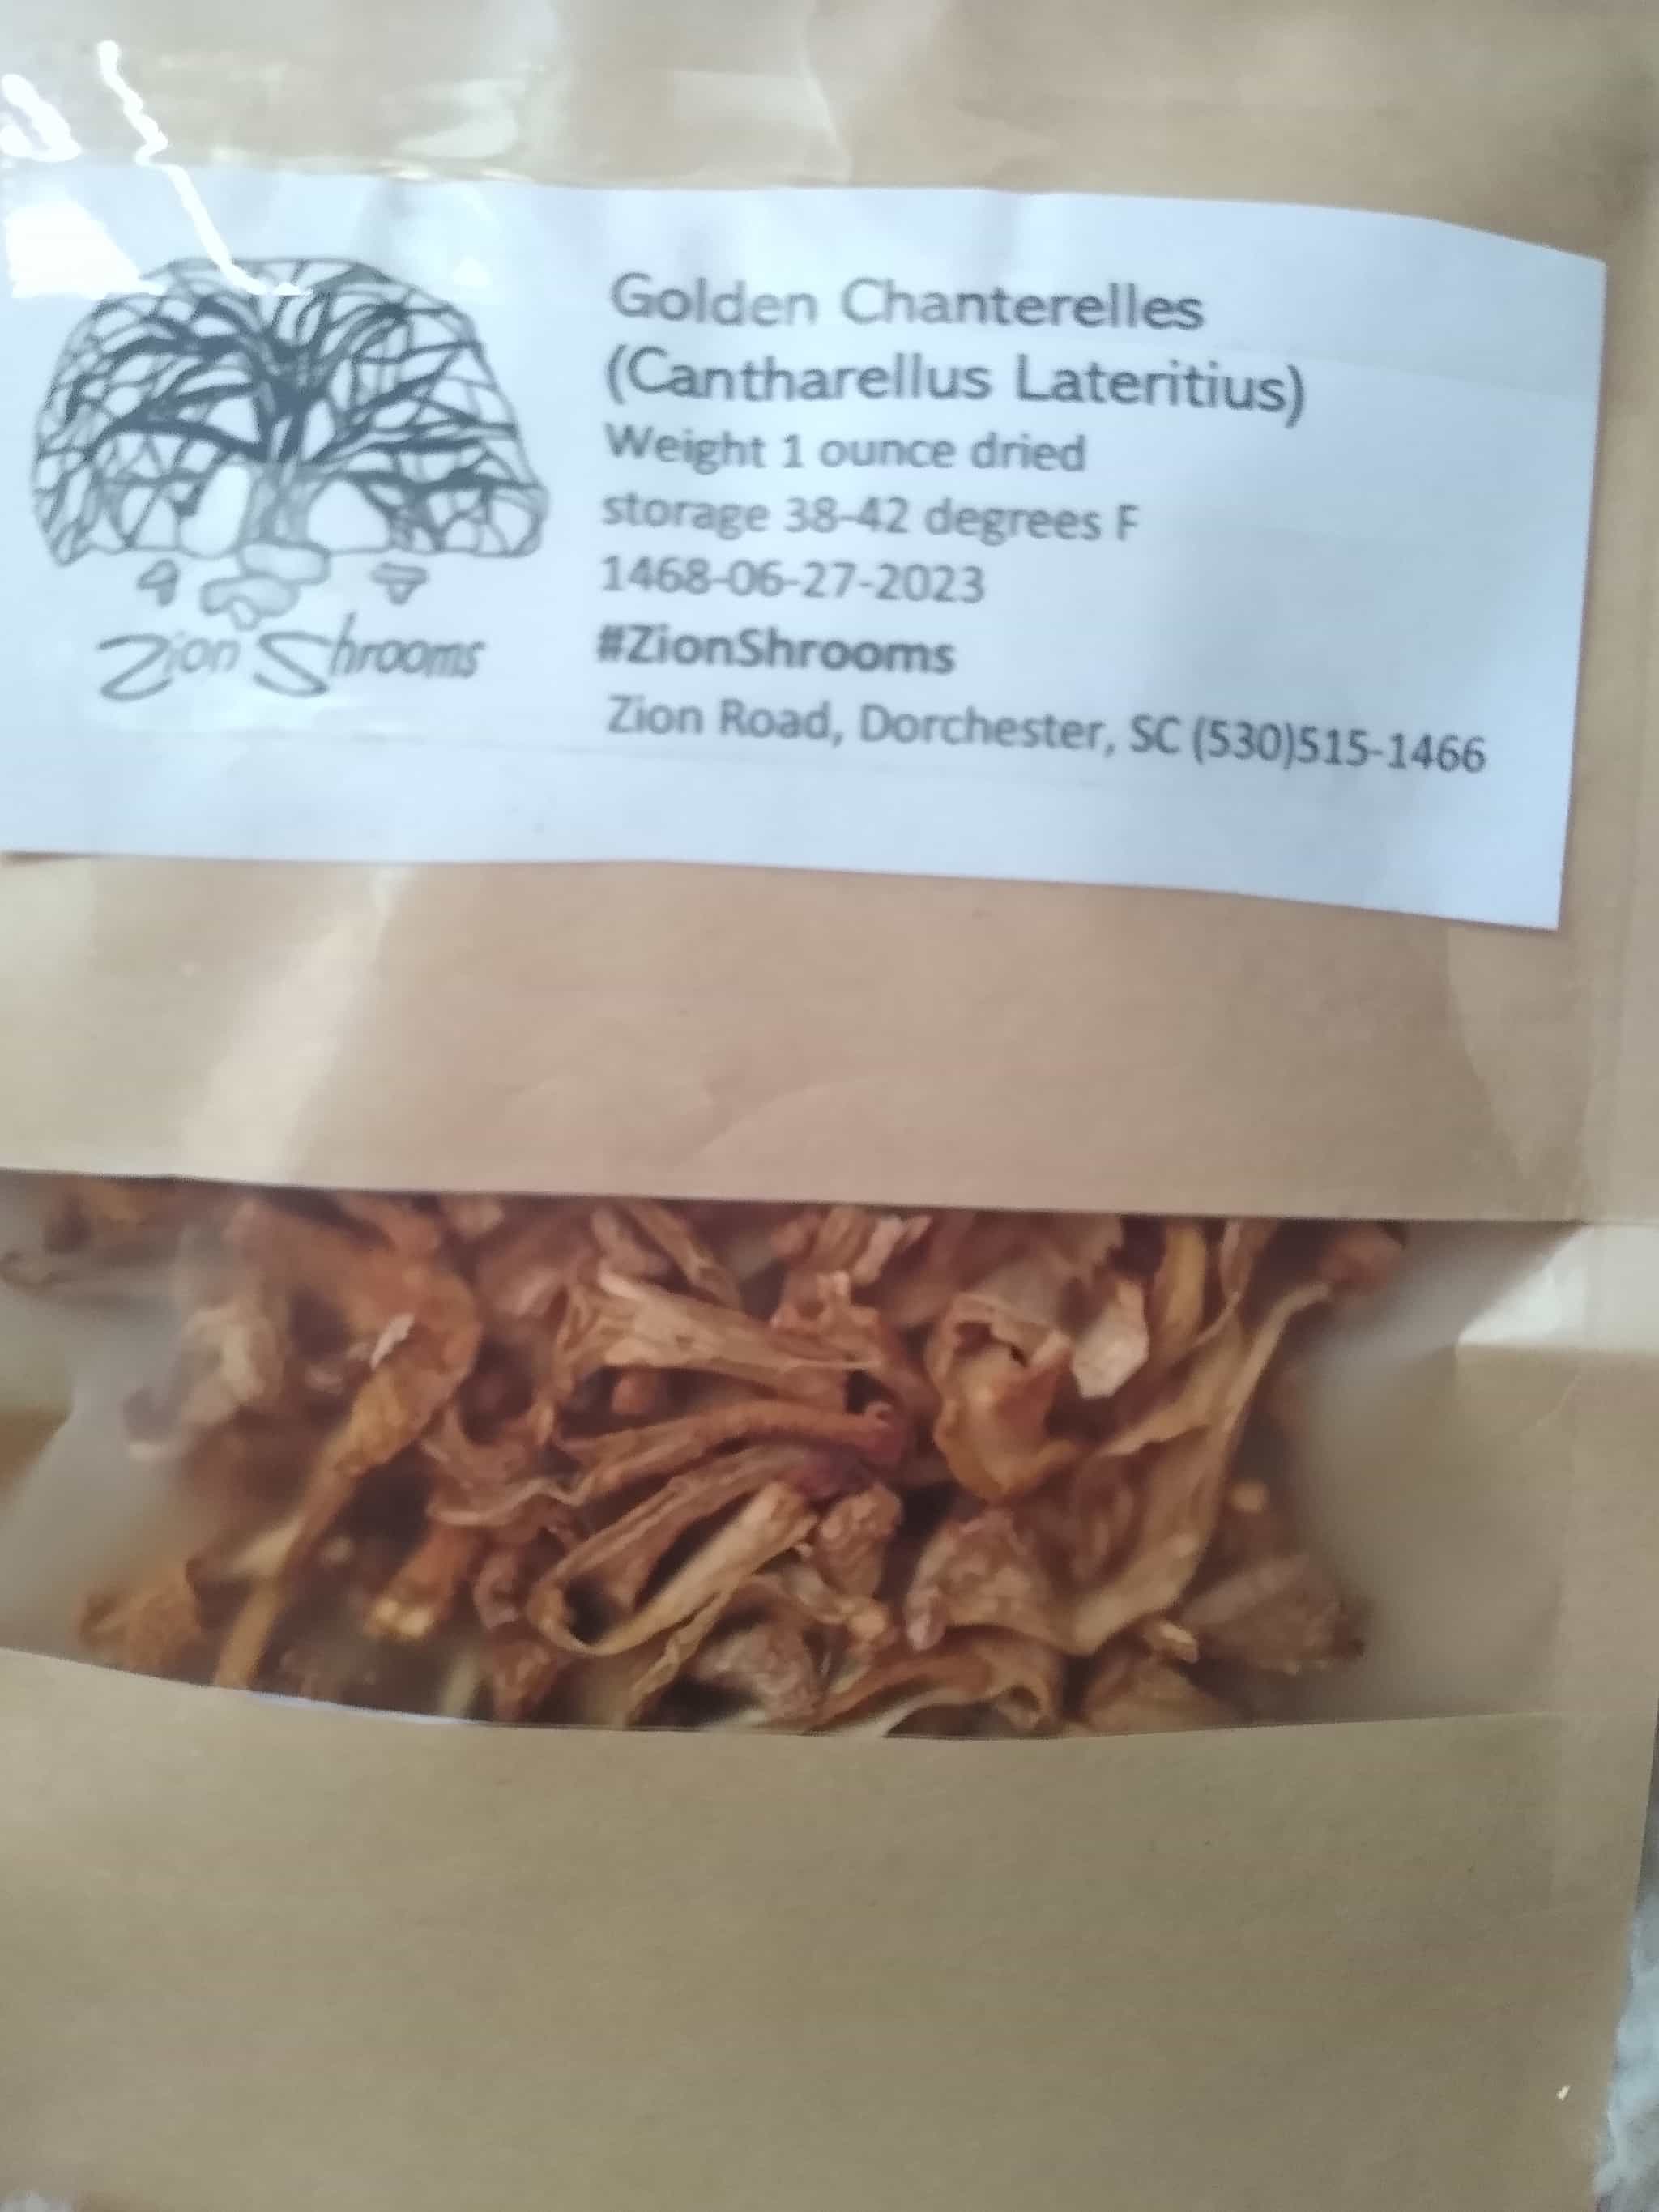 Golden Chanterelles
(Cantharellus Lateritius)
Weight 1 ounce dried
storage 38-42 degrees F
1468-06-27-2023
#ZionShrooms
Zion Road, Dorchester, SC (530)515-1466
Zion Shrooms